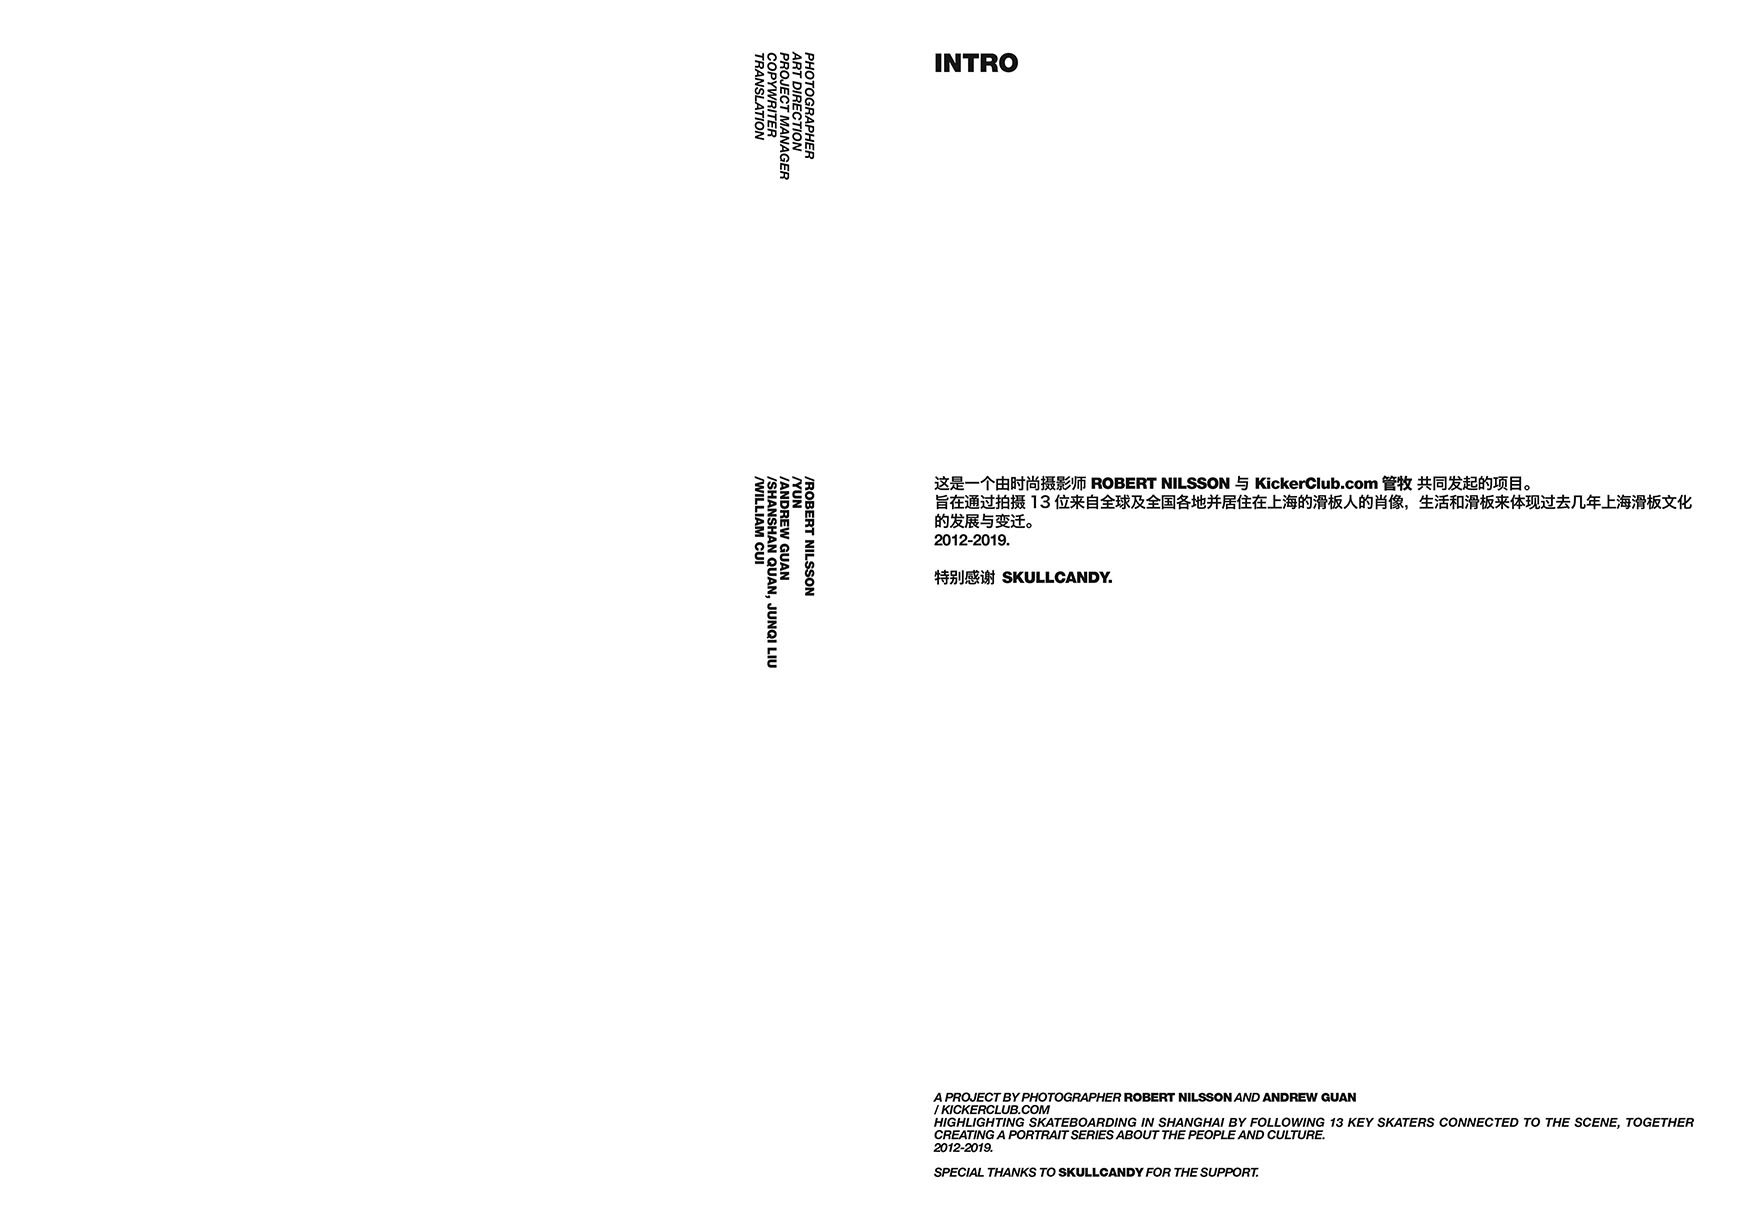 PHOTOGRAPHER
ART DIRECTION
PROJECT MANAGER
COPYWRITER
TRANSLATION
/ROBERT NILSSON
/YUN
/ANDREW GUAN
/SHANSHAN QUAN, JUNQI LIU
/WILLIAM CUI
INTRO
这是一个由时尚摄影师 ROBERT NILSSON 与 KickerClub.com 管牧 共同发起的项目。
旨在通过拍摄 13 位来自全球及全国各地并居住在上海的滑板人的肖像，生活和滑板来体现过去几年上海滑板文化
的发展与变迁。
2012-2019.
特别感谢 SKULLCANDY.
A PROJECT BY PHOTOGRAPHER ROBERT NILSSON AND ANDREW GUAN
/ KICKERCLUB.COM
HIGHLIGHTING SKATEBOARDING IN SHANGHAI BY FOLLOWING 13 KEY SKATERS CONNECTED TO THE SCENE, TOGETHER
CREATING A PORTRAIT SERIES ABOUT THE PEOPLE AND CULTURE.
2012-2019.
SPECIAL THANKS TO SKULLCANDY FOR THE SUPPORT.